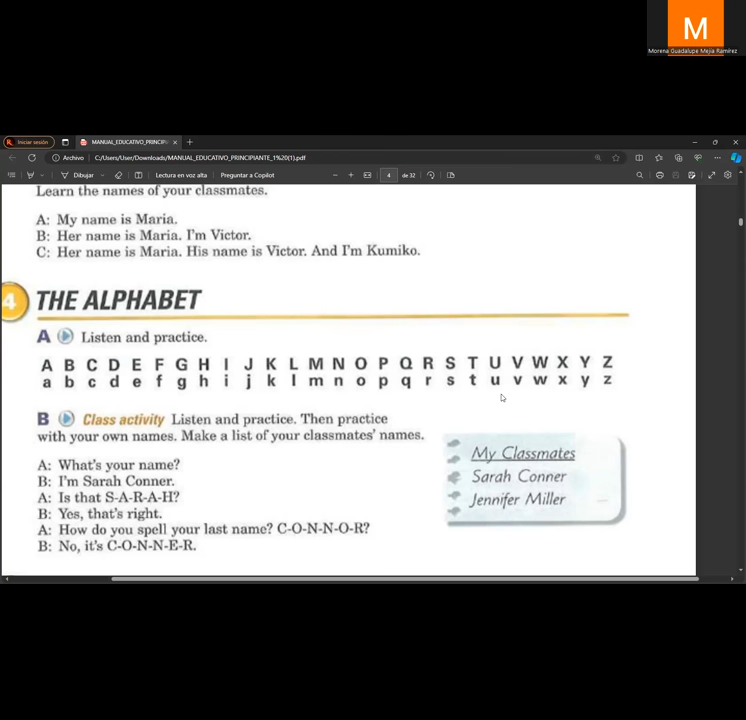 M
Morena Guadalupe Mejía Ramírez
Iniciar sesión
MANUAL_EDUCATIVO_PRINCIPI
Archivo
C:/Users/User/Downloads/MANUAL_EDUCATIVO_PRINCIPIANTE_1%20(1).pdf
Dibujar
Lectura en voz alta
Preguntar a Copilot
4
de 32
Learn the names of your classmates.
A: My name is Maria.
B: Her name is Maria. I'm Victor.
C: Her name is Maria. His name is Victor. And I'm Kumiko.
4 THE ALPHABET
A Listen and practice.
A B C D E F G H I J K L M N O P Q R S T U V W X Y Z
a b c d e f g h i j k l m n o p q r s t u v w x y z
B Class activity Listen and practice. Then practice
with your own names. Make a list of your classmates' names.
A: What's your name?
B: I'm Sarah Conner.
A: Is that S-A-R-A-H?
B: Yes, that's right.
A: How do you spell your last name? C-O-N-N-O-R?
B: No, it's C-O-N-N-E-R.
My Classmates
Sarah Conner
Jennifer Miller